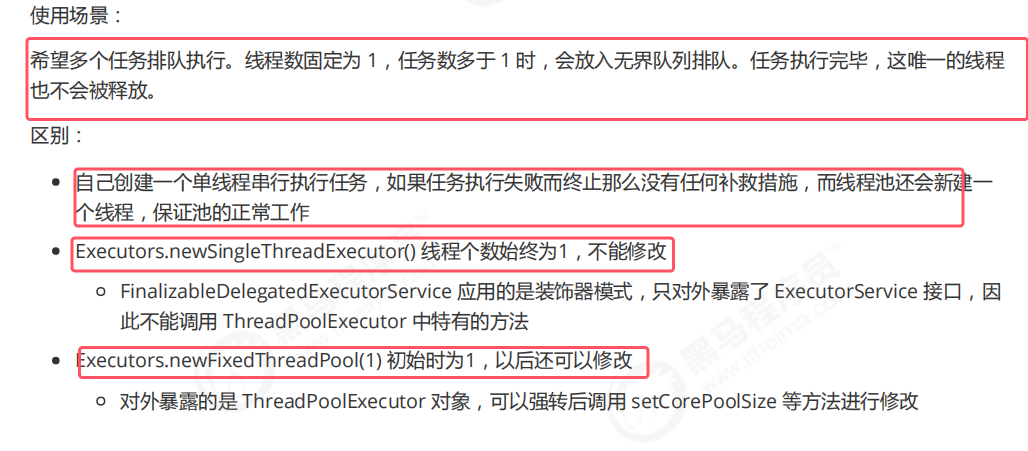 使用场景：
希望多个任务排队执行。线程数固定为 1，任务数多于 1 时，会放入无界队列排队。任务执行完毕，这唯一的线程
也不会被释放。
区别：
自己创建一个单线程串行执行任务，如果任务执行失败而终止那么没有任何补救措施，而线程池还会新建一
个线程，保证池的正常工作
Executors.newSingleThreadExecutor() 线程个数始终为1，不能修改
FinalizableDelegatedExecutorService 应用的是装饰器模式，只对外暴露了 ExecutorService 接口，因
此不能调用 ThreadPoolExecutor 中特有的方法
Executors.newFixedThreadPool(1) 初始时为1，以后还可以修改
对外暴露的是 ThreadPoolExecutor 对象，可以强转后调用 setCorePoolSize 等方法进行修改
黑马程序员
www.itheima.com